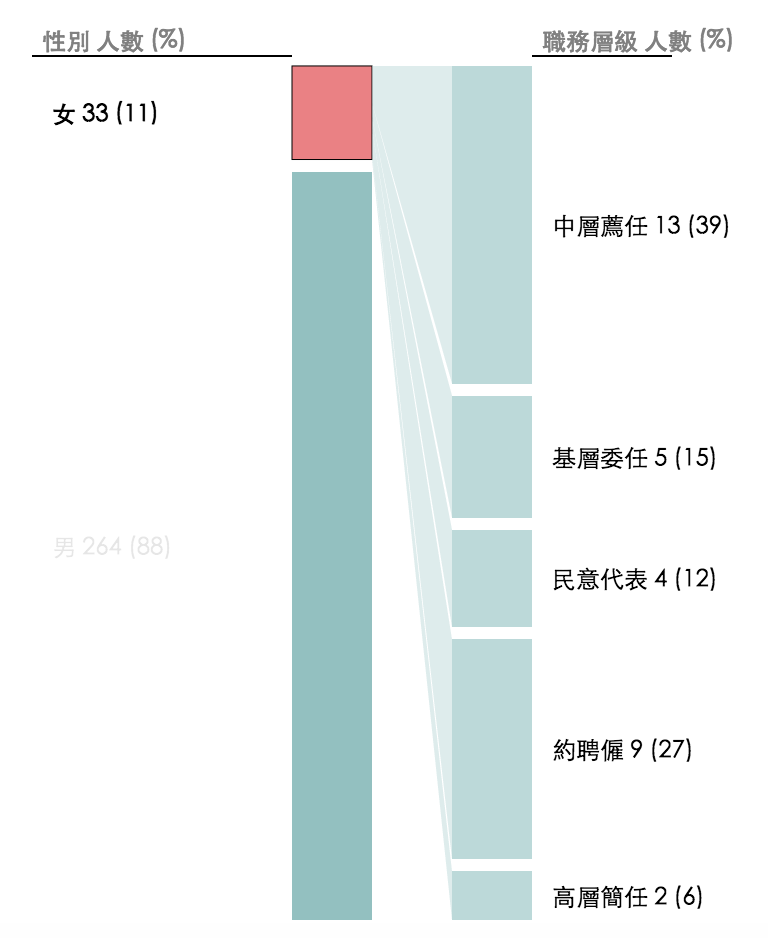 性別 人數 (%)
職務層級 人數 (%)
女 33 (11)
中層薦任 13 (39)
基層委任 5 (15)
男 264 (88)
民意代表 4 (12)
約聘僱 9 (27)
高層簡任 2 (6)